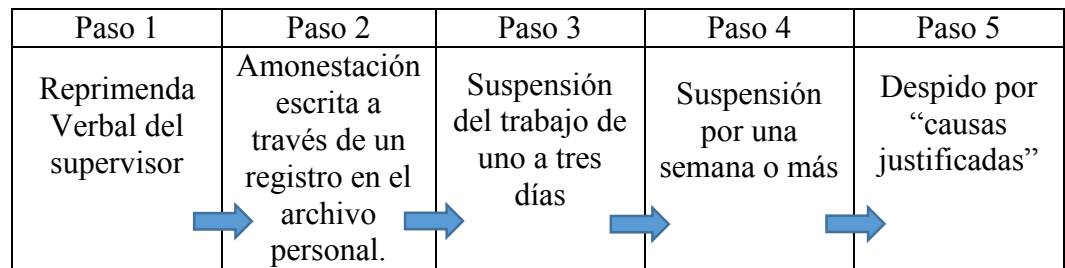 Paso 1
Paso 2
Paso 3
Paso 4
Paso 5
Reprimenda
Verbal del
supervisor
Amonestación
escrita a
través de un
registro en el
archivo
personal.
Suspensión
del trabajo de
uno a tres
días
Suspensión
por una
semana o más
Despido por
“causas
justificadas”